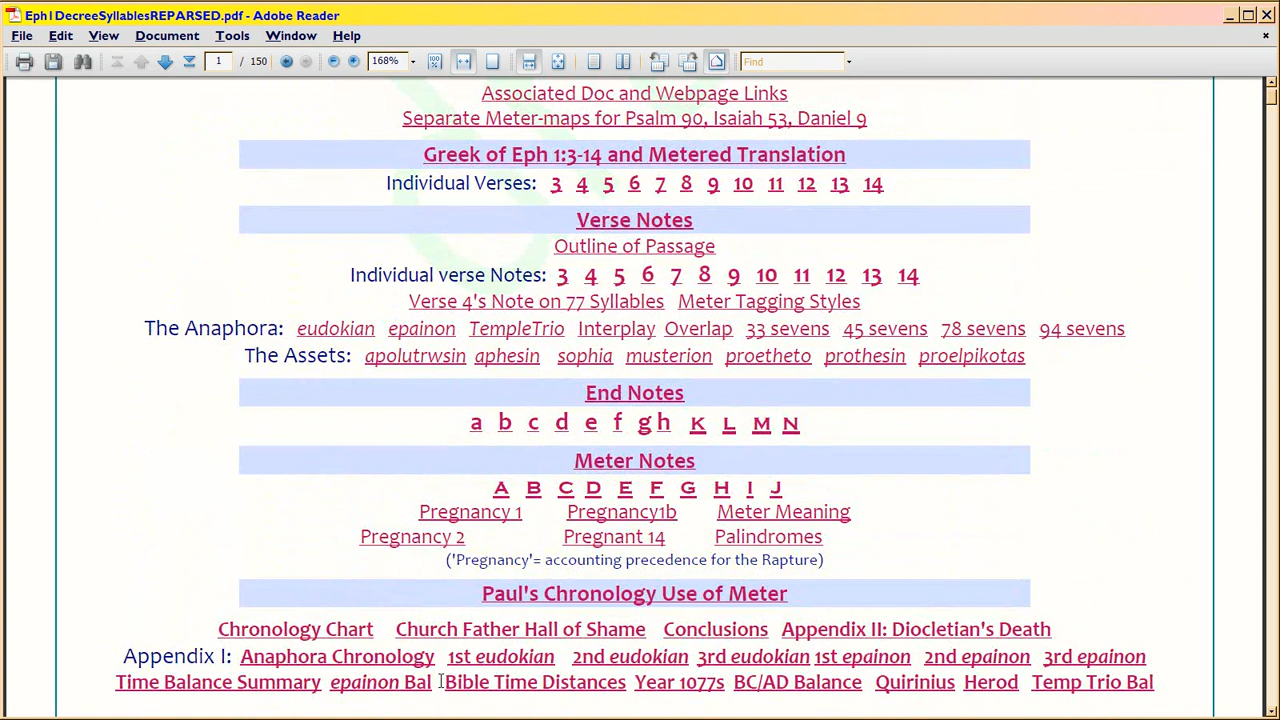 Eph1DecreeSyllablesREPARSED.pdf - Adobe Reader
File Edit View Document Tools Window Help
1 / 150 168% Find
Associated Doc and Webpage Links
Separate Meter-maps for Psalm 90, Isaiah 53, Daniel 9
Greek of Eph 1:3-14 and Metered Translation
Individual Verses: 3 4 5 6 7 8 9 10 11 12 13 14
Verse Notes
Outline of Passage
Individual verse Notes: 3 4 5 6 7 8 9 10 11 12 13 14
Verse 4's Note on 77 Syllables Meter Tagging Styles
The Anaphora: eudokian epainon TempleTrio Interplay Overlap 33 sevens 45 sevens 78 sevens 94 sevens
The Assets: apolutrwsin aphesin sophia musterion proetheto prothesin proelpikotas
End Notes
a b c d e f g h K L M N
Meter Notes
A B C D E F G H I J
Pregnancy 1 Pregnancy1b Meter Meaning
Pregnancy 2 Pregnant 14 Palindromes
('Pregnancy'= accounting precedence for the Rapture)
Paul's Chronology Use of Meter
Chronology Chart Church Father Hall of Shame Conclusions Appendix II: Diocletian's Death
Appendix I: Anaphora Chronology 1st eudokian 2nd eudokian 3rd eudokian 1st epainon 2nd epainon 3rd epainon
Time Balance Summary epainon Bal Bible Time Distances Year 1077s BC/AD Balance Quirinius Herod Temp Trio Bal